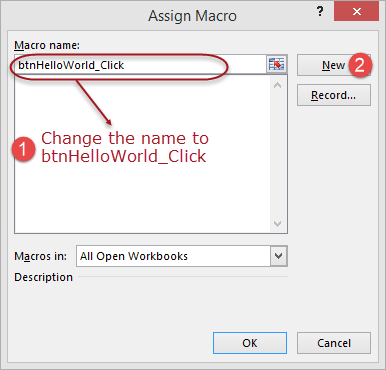 Assign Macro
?
Macro name:
btnHelloWorld_Click
New
2
Record...
1
Change the name to
btnHelloWorld_Click
Macros in:
All Open Workbooks
Description
OK
Cancel